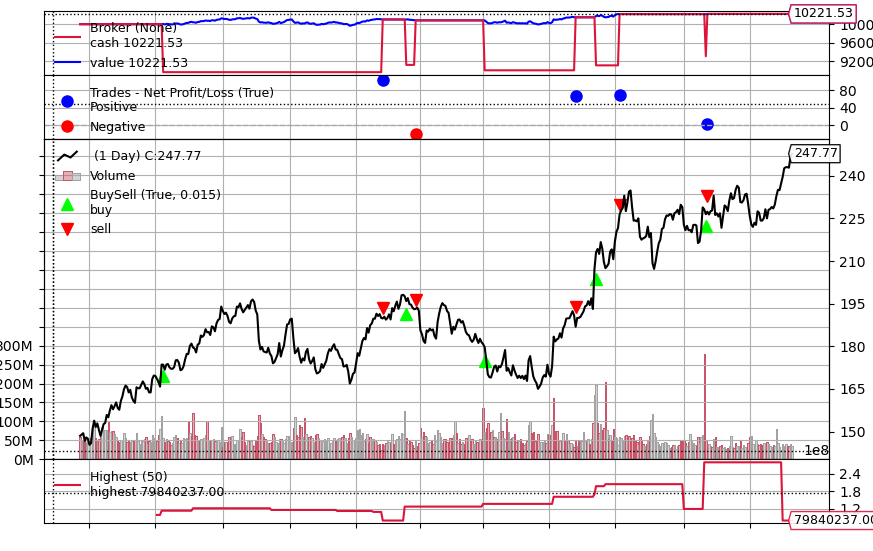 Broker (None)
cash 10221.53
value 10221.53
10221.53
1000
9600
9200
Trades - Net Profit/Loss (True)
Positive
Negative
80
40
0
(1 Day) C:247.77
Volume
BuySell (True, 0.015)
buy
sell
247.77
240
225
210
195
180
165
150
300M
250M
200M
150M
100M
50M
0M
1e8
Highest (50)
highest 79840237.00
2.4
1.8
1.2
79840237.00